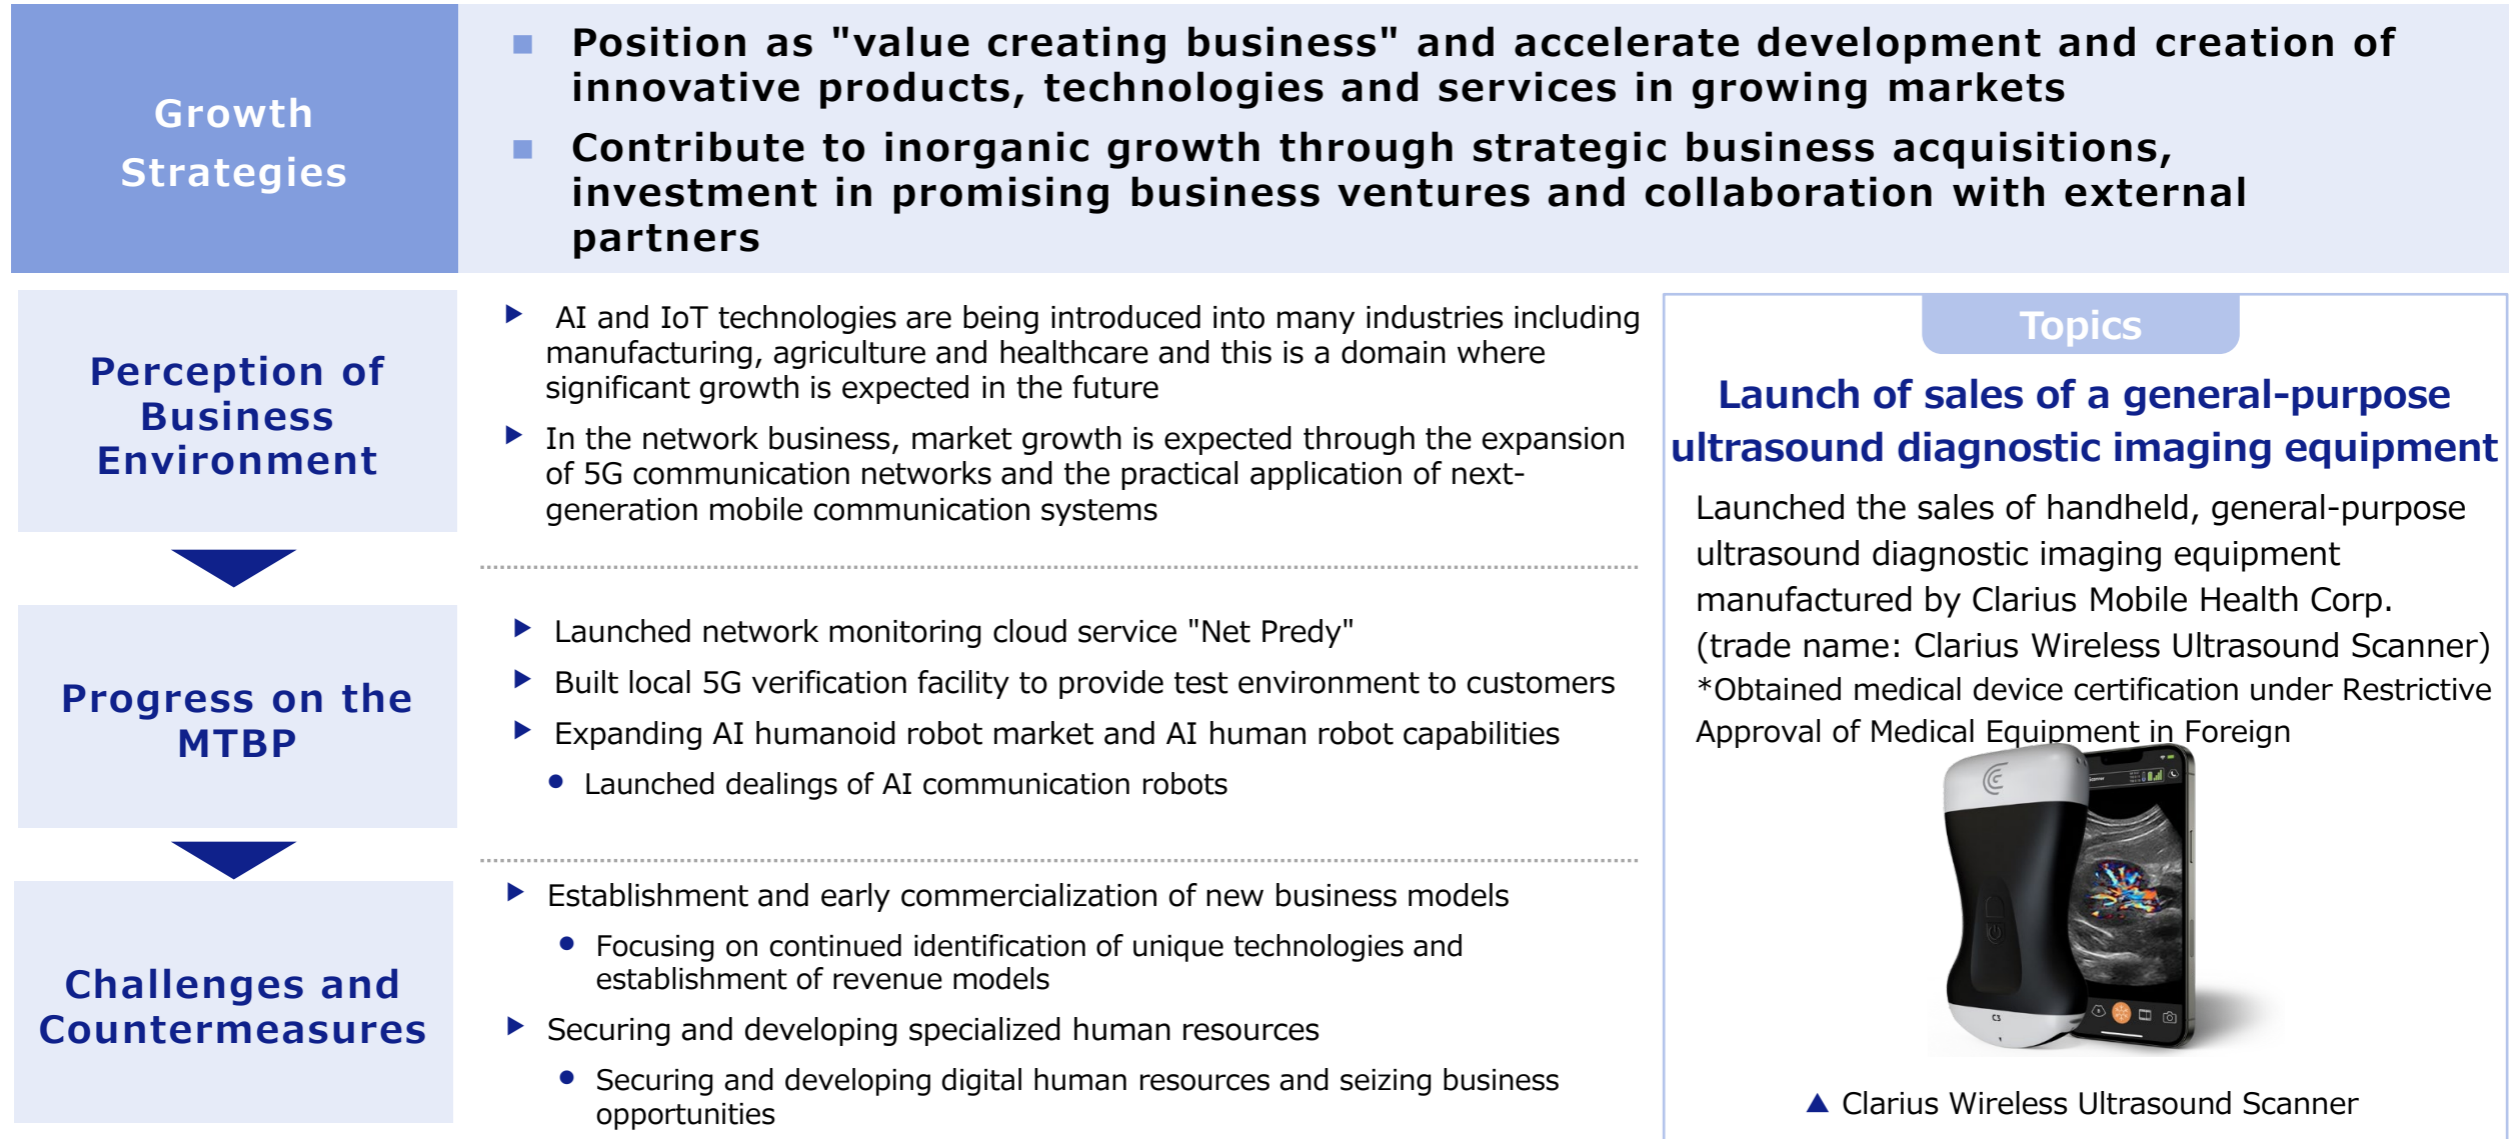 Growth
Strategies
■ Position as "value creating business" and accelerate development and creation of
innovative products, technologies and services in growing markets
■ Contribute to inorganic growth through strategic business acquisitions,
investment in promising business ventures and collaboration with external
partners
Perception of
Business
Environment
▶ AI and IoT technologies are being introduced into many industries including
manufacturing, agriculture and healthcare and this is a domain where
significant growth is expected in the future
▶ In the network business, market growth is expected through the expansion
of 5G communication networks and the practical application of next-
generation mobile communication systems
Progress on the
MTBP
▶ Launched network monitoring cloud service "Net Predy"
▶ Built local 5G verification facility to provide test environment to customers
▶ Expanding AI humanoid robot market and AI human robot capabilities
● Launched dealings of AI communication robots
Challenges and
Countermeasures
▶ Establishment and early commercialization of new business models
● Focusing on continued identification of unique technologies and
establishment of revenue models
▶ Securing and developing specialized human resources
● Securing and developing digital human resources and seizing business
opportunities
Topics
Launch of sales of a general-purpose
ultrasound diagnostic imaging equipment
Launched the sales of handheld, general-purpose
ultrasound diagnostic imaging equipment
manufactured by Clarius Mobile Health Corp.
(trade name: Clarius Wireless Ultrasound Scanner)
*Obtained medical device certification under Restrictive
Approval of Medical Equipment in Foreign
C3
▲ Clarius Wireless Ultrasound Scanner